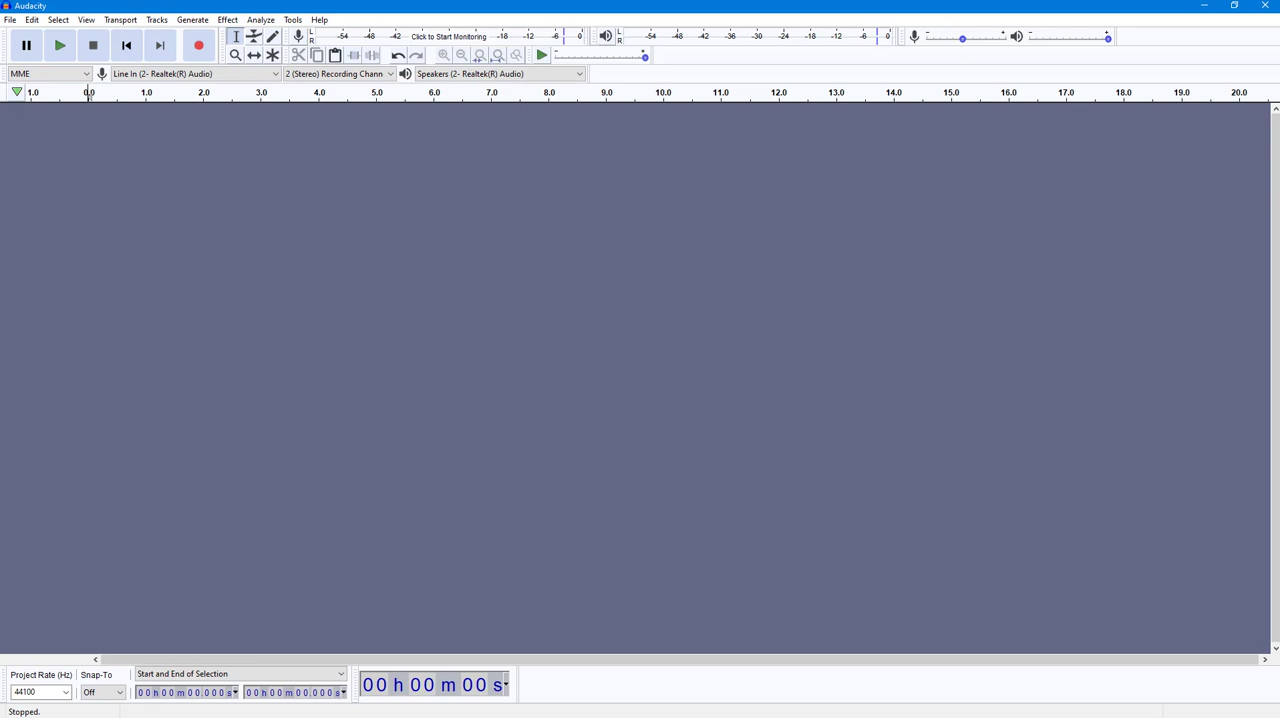 Audacity
File Edit Select View Transport Tracks Generate Effect Analyze Tools Help
L R -54 -48 -42 Click to Start Monitoring -18 -12 -6 0 L R -54 -48 -42 -36 -30 -24 -18 -12 -6 0 - + - +
- +
MME Line In (2- Realtek(R) Audio) 2 (Stereo) Recording Chann Speakers (2- Realtek(R) Audio)
1.0 0.0 1.0 2.0 3.0 4.0 5.0 6.0 7.0 8.0 9.0 10.0 11.0 12.0 13.0 14.0 15.0 16.0 17.0 18.0 19.0 20.0
Project Rate (Hz) Snap-To Start and End of Selection
44100 Off 00 h 00 m 00.000 s 00 h 00 m 00.000 s 00 h 00 m 00 s
Stopped.